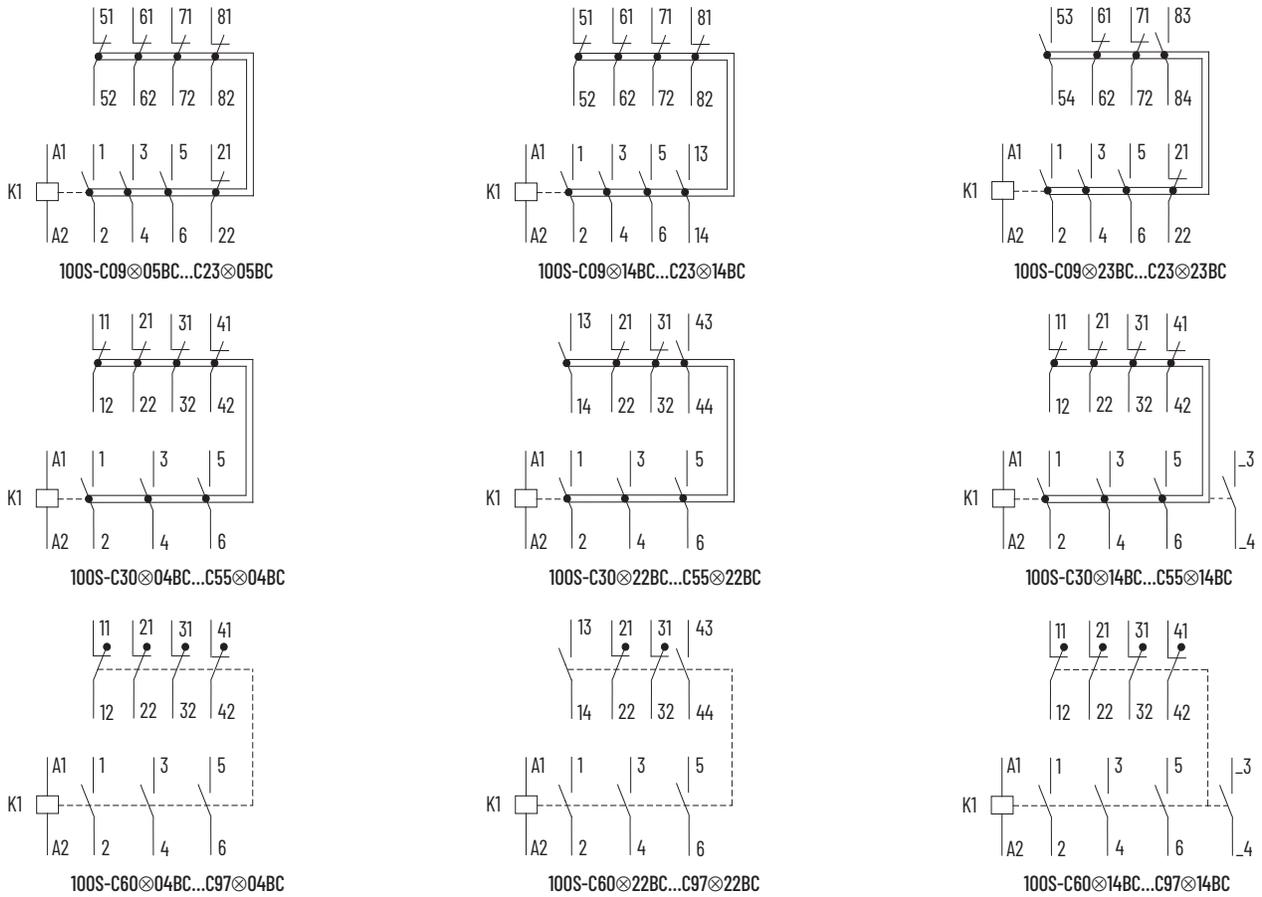 51 61 71 81
52 62 72 82
A1 1 3 5 21
K1
A2 2 4 6 22
100S-C09⊗05BC...C23⊗05BC
51 61 71 81
52 62 72 82
A1 1 3 5 13
K1
A2 2 4 6 14
100S-C09⊗14BC...C23⊗14BC
53 61 71 83
54 62 72 84
A1 1 3 5 21
K1
A2 2 4 6 22
100S-C09⊗23BC...C23⊗23BC
11 21 31 41
12 22 32 42
A1 1 3 5
K1
A2 2 4 6
100S-C30⊗04BC...C55⊗04BC
13 21 31 43
14 22 32 44
A1 1 3 5
K1
A2 2 4 6
100S-C30⊗22BC...C55⊗22BC
11 21 31 41
12 22 32 42
A1 1 3 5 _3
K1
A2 2 4 6 _4
100S-C30⊗14BC...C55⊗14BC
11 21 31 41
12 22 32 42
A1 1 3 5
K1
A2 2 4 6
100S-C60⊗04BC...C97⊗04BC
13 21 31 43
14 22 32 44
A1 1 3 5
K1
A2 2 4 6
100S-C60⊗22BC...C97⊗22BC
11 21 31 41
12 22 32 42
A1 1 3 5 _3
K1
A2 2 4 6 _4
100S-C60⊗14BC...C97⊗14BC